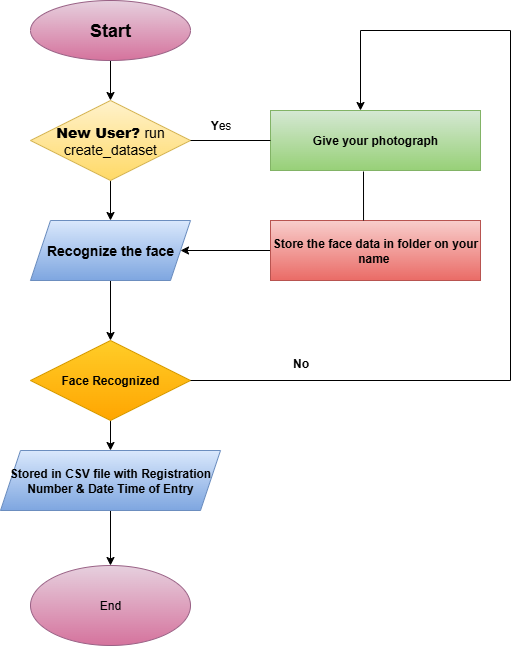 Start
New User? run
create_dataset
Yes
Give your photograph
Recognize the face
Store the face data in folder on your
name
Face Recognized
No
Stored in CSV file with Registration
Number & Date Time of Entry
End